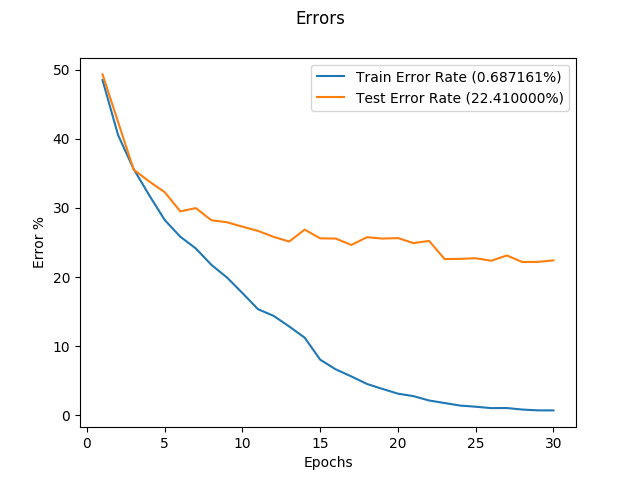 Errors
Train Error Rate (0.687161%)
Test Error Rate (22.410000%)
Error %
50
40
30
20
10
0
0 5 10 15 20 25 30
Epochs